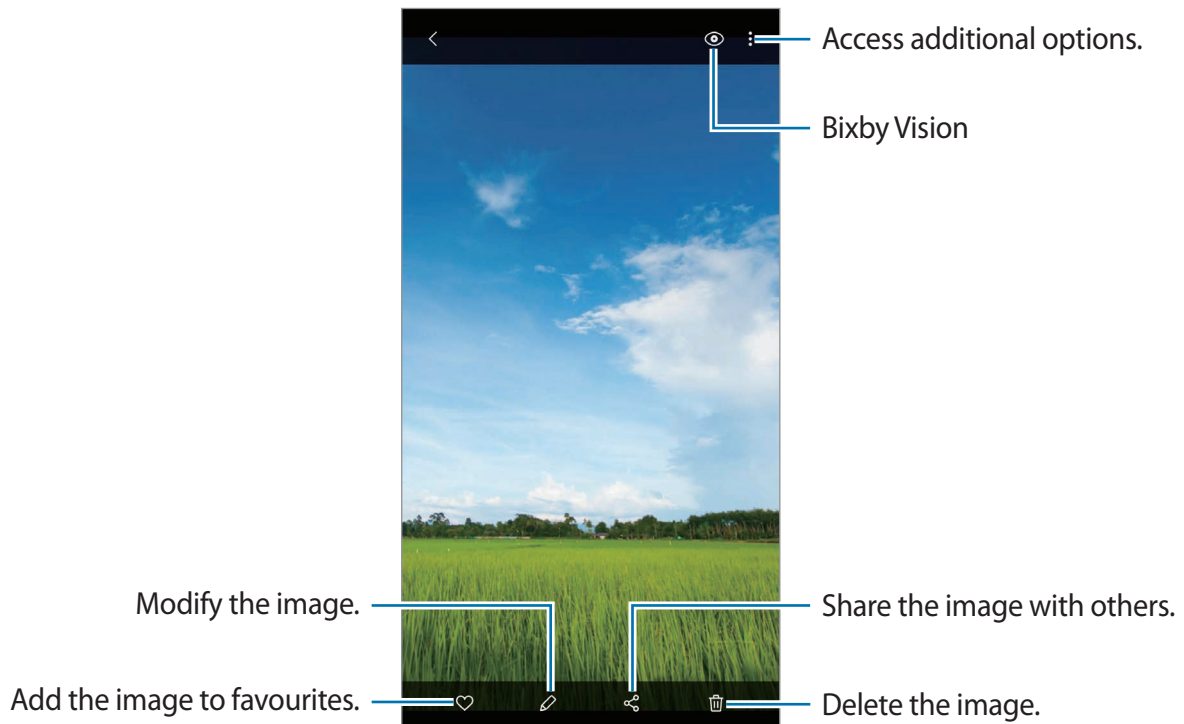 Access additional options.
Bixby Vision
Modify the image.
Share the image with others.
Add the image to favourites.
Delete the image.